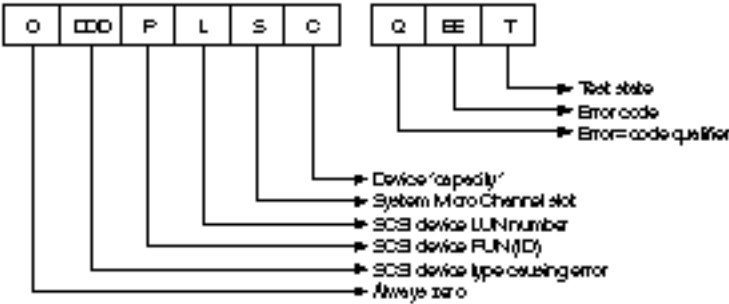 0 DDD P L S C Q EE T
Test state
Error code
Error=code qualifier
Device 'capacity'
System Micro Channel slot
SCSI device LUN number
SCSI device PUN (ID)
SCSI device type causing error
Always zero